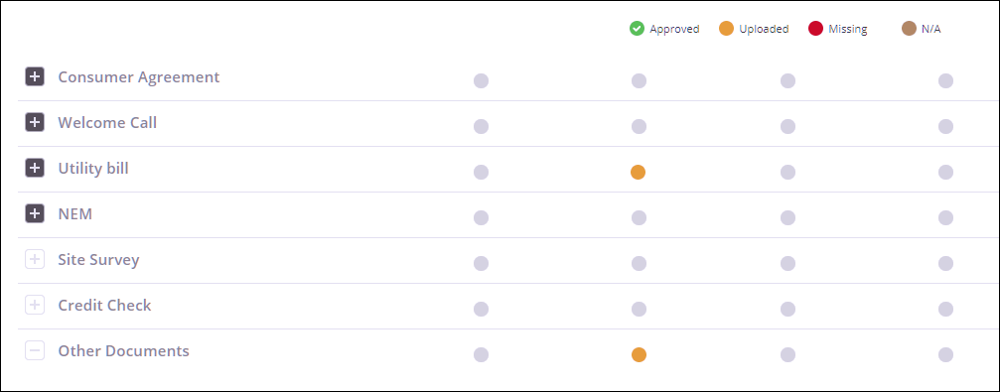 Approved Uploaded Missing N/A
Consumer Agreement
Welcome Call
Utility bill
NEM
Site Survey
Credit Check
Other Documents